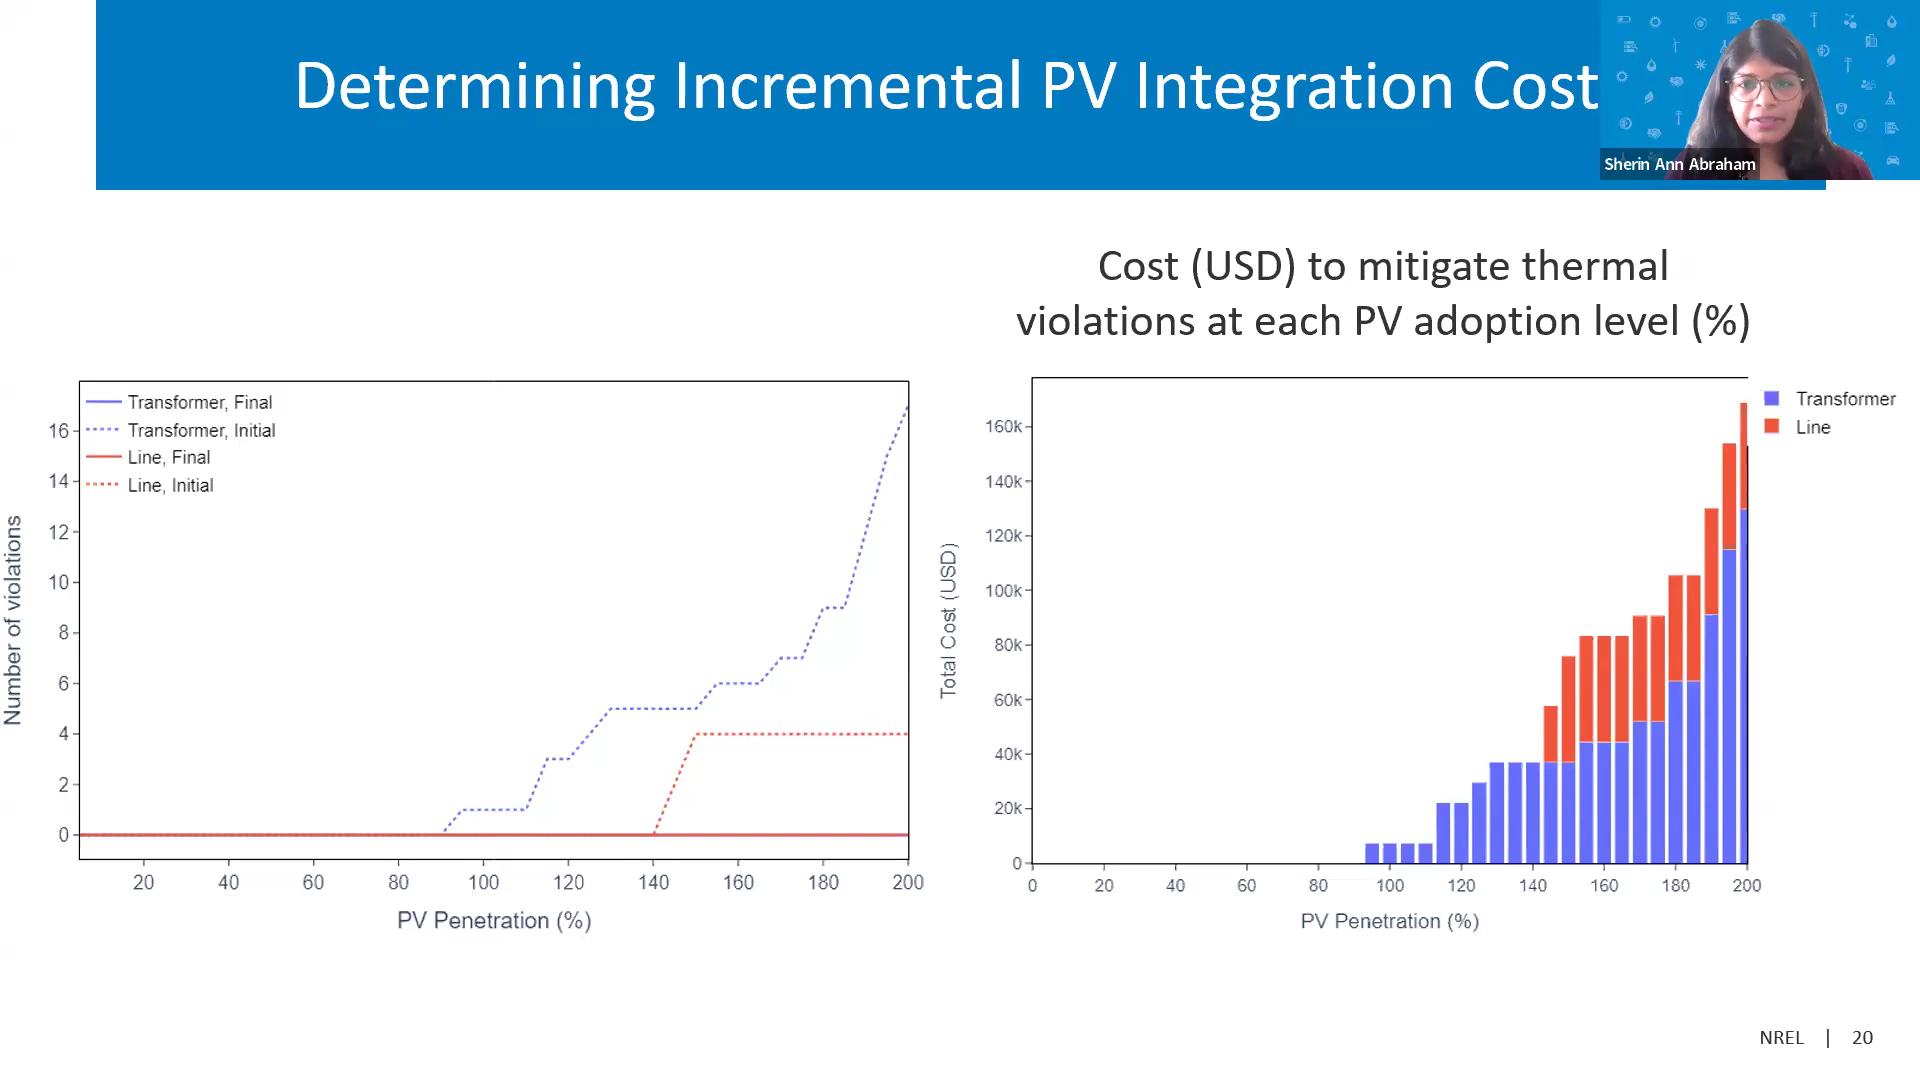 Determining Incremental PV Integration Cost
Sherin Ann Abraham
Cost (USD) to mitigate thermal
violations at each PV adoption level (%)
Transformer, Final
Transformer, Initial
Line, Final
Line, Initial
Number of violations
16
14
12
10
8
6
4
2
0
20 40 60 80 100 120 140 160 180 200
PV Penetration (%)
Transformer
Line
Total Cost (USD)
160k
140k
120k
100k
80k
60k
40k
20k
0
0 20 40 60 80 100 120 140 160 180 200
PV Penetration (%)
NREL | 20